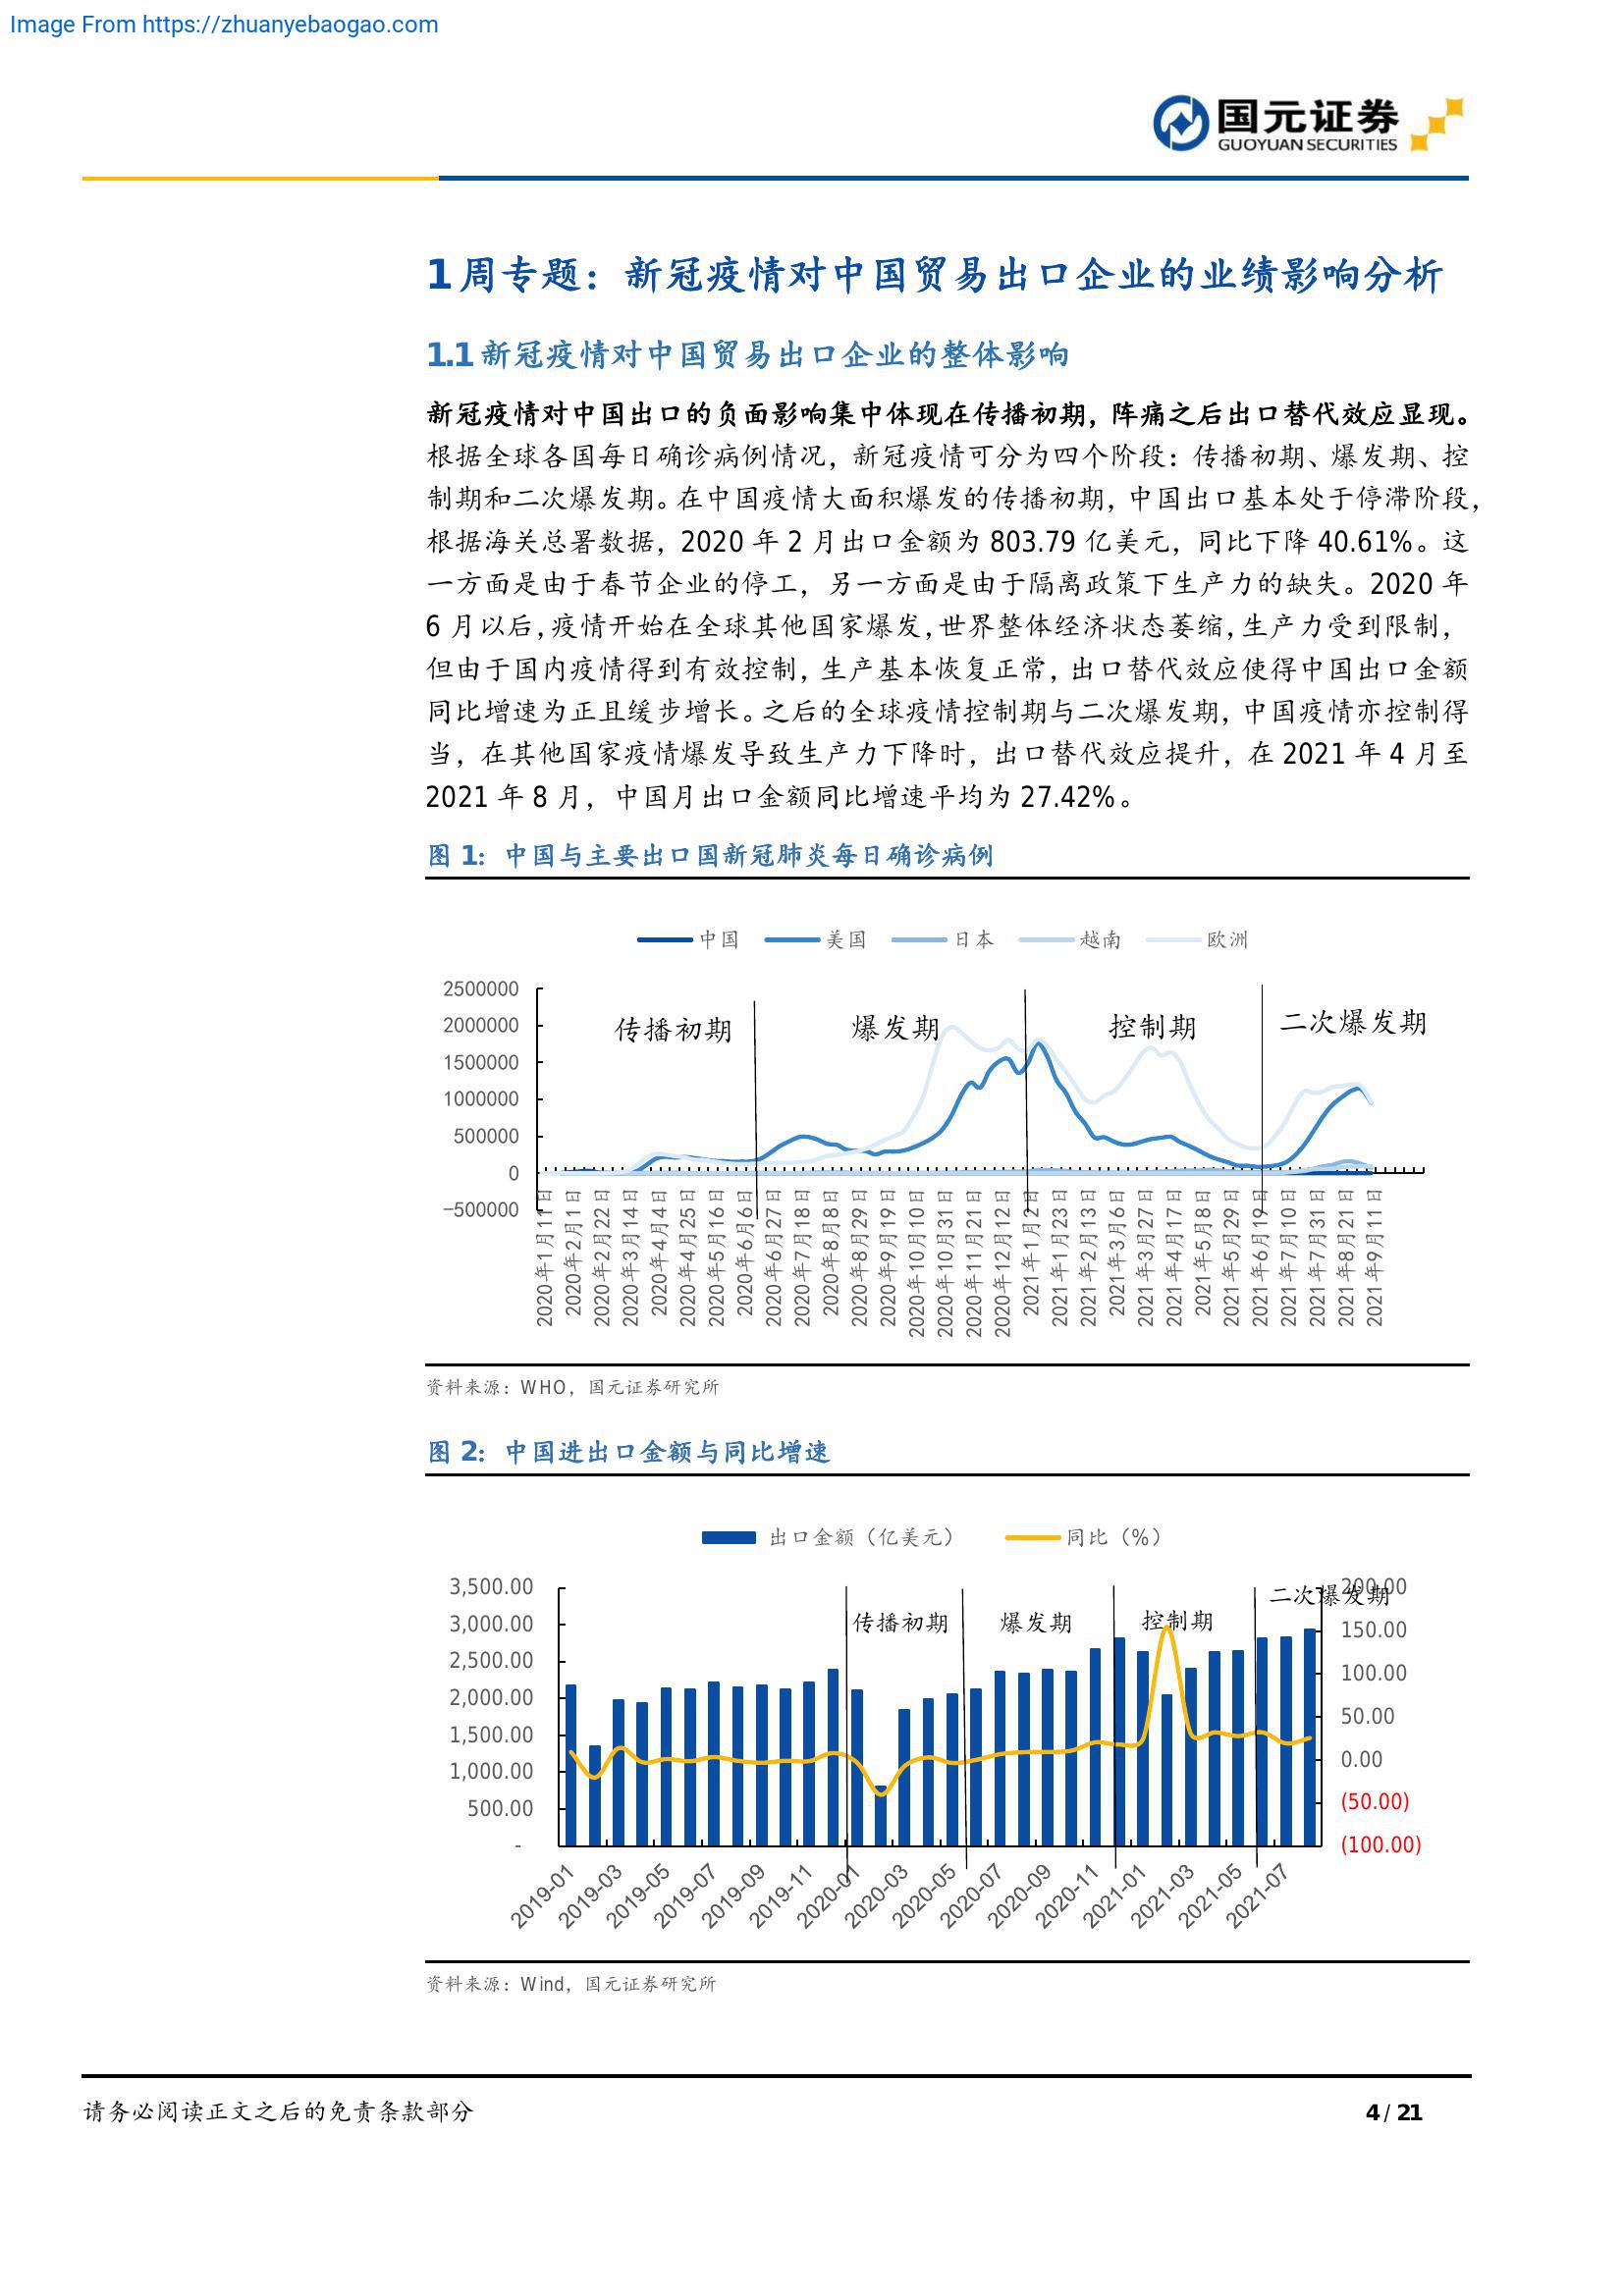 Image From https://zhuanyebaogao.com
国元证券
GUOYUAN SECURITIES
1 周专题：新冠疫情对中国贸易出口企业的业绩影响分析
1.1 新冠疫情对中国贸易出口企业的整体影响
新冠疫情对中国出口的负面影响集中体现在传播初期，阵痛之后出口替代效应显现。
根据全球各国每日确诊病例情况，新冠疫情可分为四个阶段：传播初期、爆发期、控
制期和二次爆发期。在中国疫情大面积爆发的传播初期，中国出口基本处于停滞阶段，
根据海关总署数据，2020 年 2 月出口金额为 803.79 亿美元，同比下降 40.61%。这
一方面是由于春节企业的停工，另一方面是由于隔离政策下生产力的缺失。2020 年
6 月以后，疫情开始在全球其他国家爆发，世界整体经济状态萎缩，生产力受到限制，
但由于国内疫情得到有效控制，生产基本恢复正常，出口替代效应使得中国出口金额
同比增速为正且缓步增长。之后的全球疫情控制期与二次爆发期，中国疫情亦控制得
当，在其他国家疫情爆发导致生产力下降时，出口替代效应提升，在 2021 年 4 月至
2021 年 8 月，中国月出口金额同比增速平均为 27.42%。
图 1：中国与主要出口国新冠肺炎每日确诊病例
中国 美国 日本 越南 欧洲
2500000
2000000
1500000
1000000
500000
0
-500000
传播初期 爆发期 控制期 二次爆发期
2020年1月11日
2020年2月1日
2020年2月22日
2020年3月14日
2020年4月4日
2020年4月25日
2020年5月16日
2020年6月6日
2020年6月27日
2020年7月18日
2020年8月8日
2020年8月29日
2020年9月19日
2020年10月10日
2020年10月31日
2020年11月21日
2020年12月12日
2021年1月2日
2021年1月23日
2021年2月13日
2021年3月6日
2021年3月27日
2021年4月17日
2021年5月8日
2021年5月29日
2021年6月19日
2021年7月10日
2021年7月31日
2021年8月21日
2021年9月11日
资料来源：WHO，国元证券研究所
图 2：中国进出口金额与同比增速
出口金额（亿美元） 同比（%）
3,500.00
3,000.00
2,500.00
2,000.00
1,500.00
1,000.00
500.00
-
传播初期 爆发期 控制期 二次爆发期
200.00
150.00
100.00
50.00
0.00
(50.00)
(100.00)
2019-01
2019-03
2019-05
2019-07
2019-09
2019-11
2020-01
2020-03
2020-05
2020-07
2020-09
2020-11
2021-01
2021-03
2021-05
2021-07
资料来源：Wind，国元证券研究所
请务必阅读正文之后的免责条款部分
4 / 21